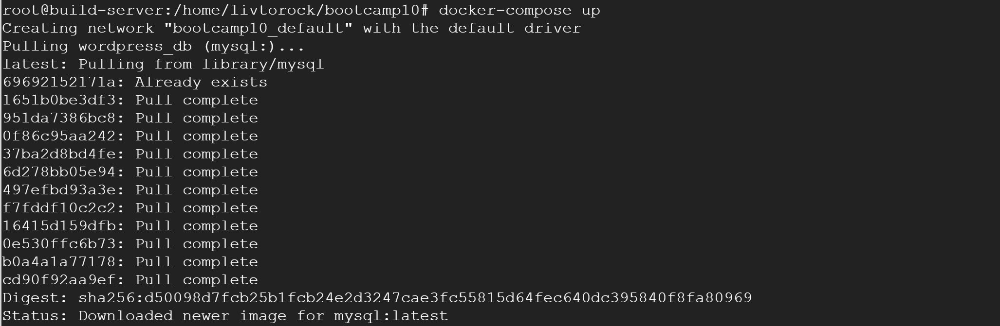 root@build-server:/home/livtorock/bootcamp10# docker-compose up
Creating network "bootcamp10_default" with the default driver
Pulling wordpress_db (mysql:)...
latest: Pulling from library/mysql
69692152171a: Already exists
1651b0be3df3: Pull complete
951da7386bc8: Pull complete
0f86c95aa242: Pull complete
37ba2d8bd4fe: Pull complete
6d278bb05e94: Pull complete
497efbd93a3e: Pull complete
f7fddf10c2c2: Pull complete
16415d159dfb: Pull complete
0e530ffc6b73: Pull complete
b0a4a1a77178: Pull complete
cd90f92aa9ef: Pull complete
Digest: sha256:d50098d7fcb25b1fcb24e2d3247cae3fc55815d64fec640dc395840f8fa80969
Status: Downloaded newer image for mysql:latest